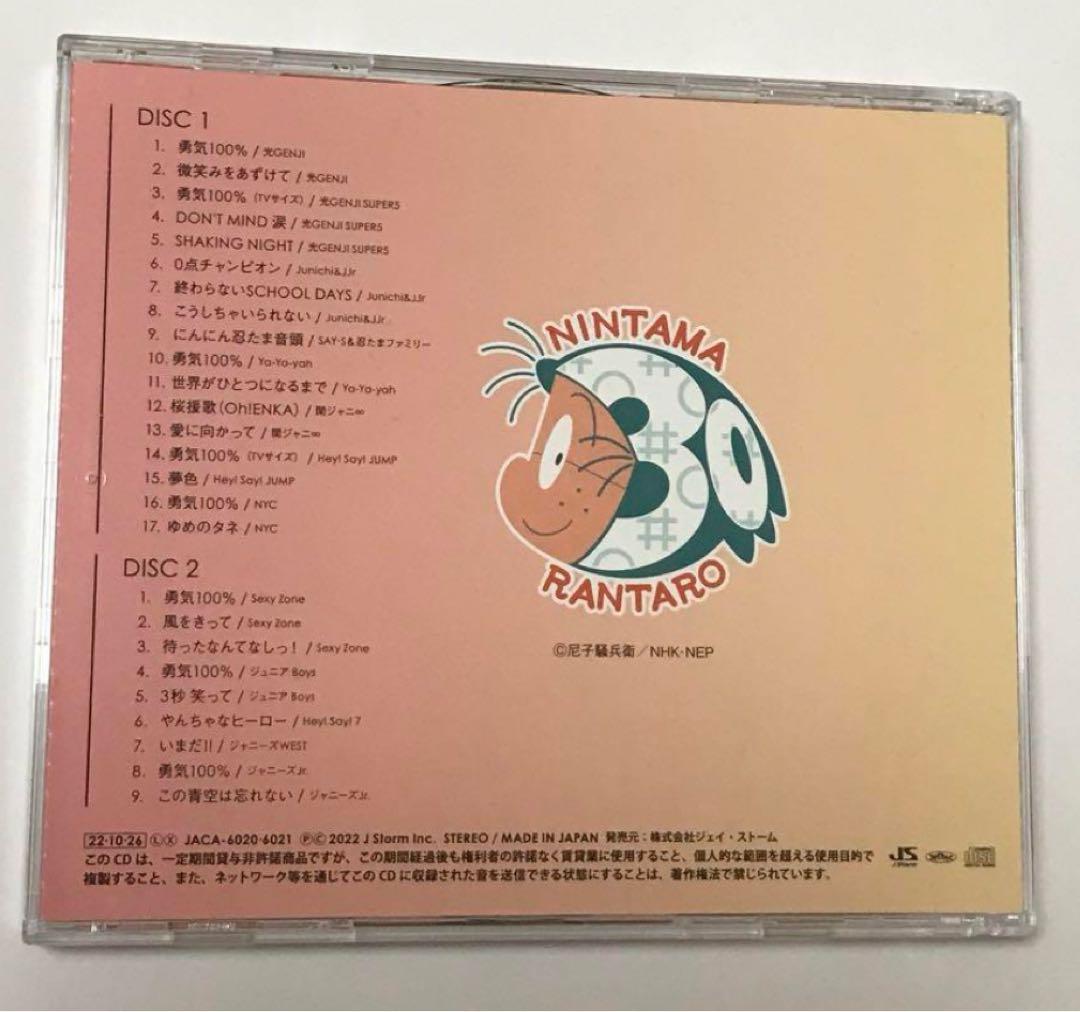 DISC 1
1. 勇気100% / 光GENJI
2. 微笑みをあずけて / 光GENJI
3. 勇気100% (TVサイズ) / 光GENJI SUPER5
4. DON'T MIND 涙 / 光GENJI SUPER5
5. SHAKING NIGHT / 光GENJI SUPER5
6. 0点チャンピオン / Junichi&JJr
7. 終わらないSCHOOL DAYS / Junichi&JJr
8. こうしちゃいられない / Junichi&JJr
9. にんにん忍たま音頭 / SAY・S&忍たまファミリー
10. 勇気100% / Ya-Ya-yah
11. 世界がひとつになるまで / Ya-Ya-yah
12. 桜援歌(Oh!ENKA) / 関ジャニ∞
13. 愛に向かって / 関ジャニ∞
14. 勇気100% (TVサイズ) / Hey! Say! JUMP
15. 夢色 / Hey! Say! JUMP
16. 勇気100% / NYC
17. ゆめのタネ / NYC
DISC 2
1. 勇気100% / Sexy Zone
2. 風をきって / Sexy Zone
3. 待ったなんてなしっ! / Sexy Zone
4. 勇気100% / ジュニア Boys
5. 3秒 笑って / ジュニア Boys
6. やんちゃなヒーロー / Hey! Say! 7
7. いまだ!! / ジャニーズWEST
8. 勇気100% / ジャニーズJr.
9. この青空は忘れない / ジャニーズJr.
NINTAMA
30
RANTARO
©尼子騒兵衛/NHK・NEP
22・10・26 Ⓛ Ⓧ JACA-6020・6021 ℗© 2022 J Storm Inc. STEREO / MADE IN JAPAN 発売元:株式会社ジェイ・ストーム
このCDは、一定期間貸与非許諾商品ですが、この期間経過後も権利者の許諾なく賃貸業に使用すること、個人的な範囲を超える使用目的で
複製すること、また、ネットワーク等を通じてこのCDに収録された音を送信できる状態にすることは、著作権法で禁じられています。
JS